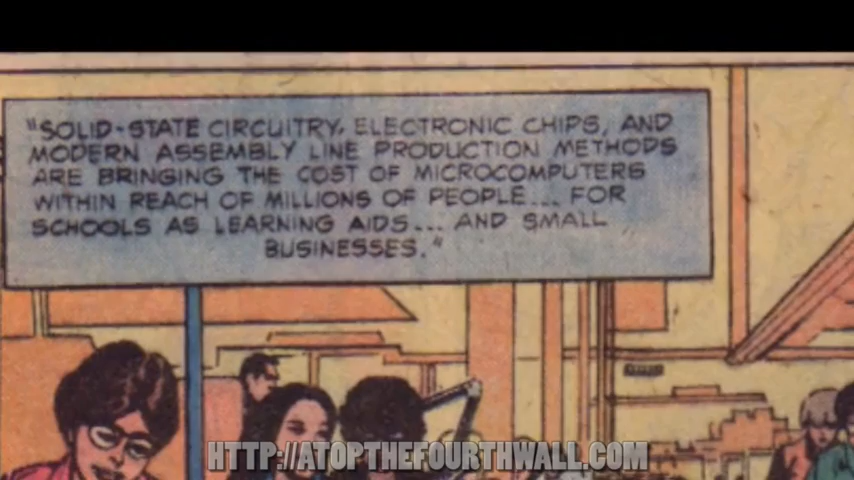 "SOLID-STATE CIRCUITRY, ELECTRONIC CHIPS, AND
MODERN ASSEMBLY LINE PRODUCTION METHODS
ARE BRINGING THE COST OF MICROCOMPUTERS
WITHIN REACH OF MILLIONS OF PEOPLE... FOR
SCHOOLS AS LEARNING AIDS... AND SMALL
BUSINESSES."
HTTP://ATOPTHEFOURTHWALL.COM